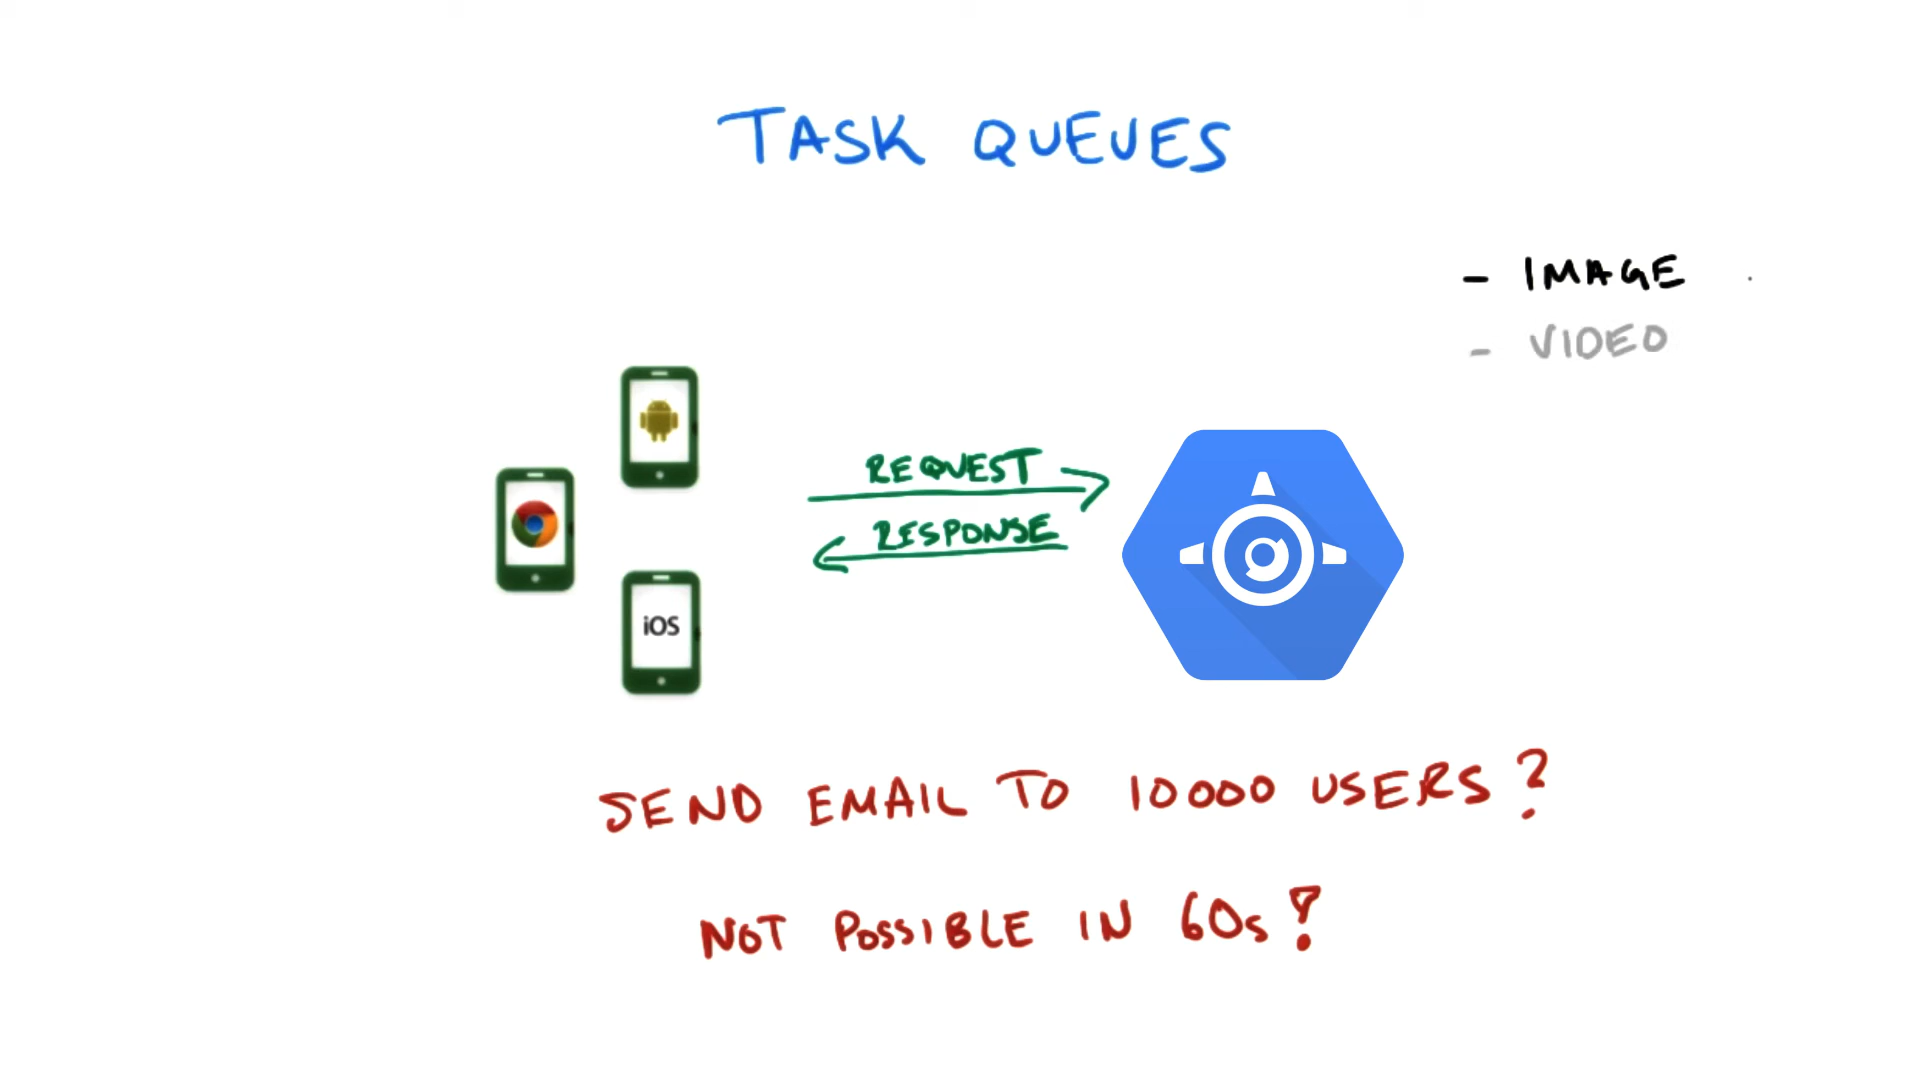 TASK QUEUES
- IMAGE
- VIDEO
REQUEST
RESPONSE
iOS
SEND EMAIL TO 10000 USERS?
NOT POSSIBLE IN 60s!